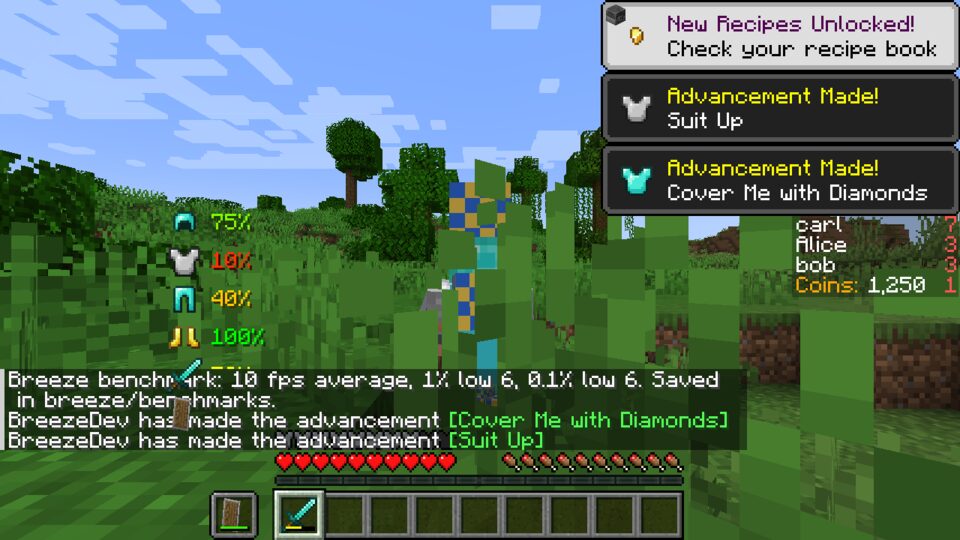 New Recipes Unlocked!
Check your recipe book
Advancement Made!
Suit Up
Advancement Made!
Cover Me with Diamonds
carl 7
Alice 3
bob 3
Coins: 1,250 1
75%
10%
40%
100%
Breeze benchmark: 10 fps average, 1% low 6, 0.1% low 6. Saved
in breeze/benchmarks.
BreezeDev has made the advancement [Cover Me with Diamonds]
BreezeDev has made the advancement [Suit Up]